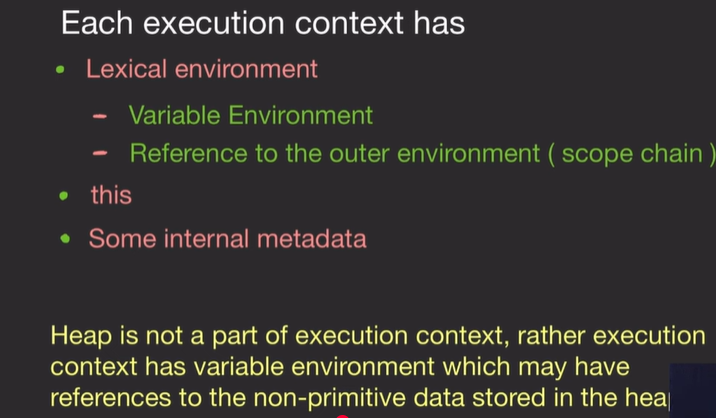 Each execution context has
• Lexical environment
– Variable Environment
– Reference to the outer environment ( scope chain )
• this
• Some internal metadata
Heap is not a part of execution context, rather execution
context has variable environment which may have
references to the non-primitive data stored in the